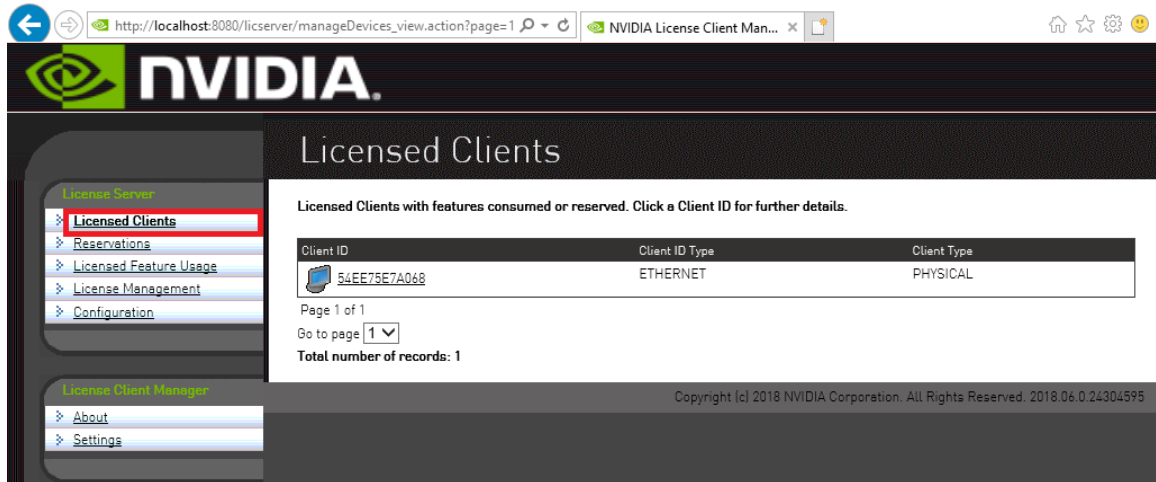 http://localhost:8080/licserver/manageDevices_view.action?page=1
NVIDIA License Client Man...
NVIDIA.
Licensed Clients
License Server
Licensed Clients
Reservations
Licensed Feature Usage
License Management
Configuration
License Client Manager
About
Settings
Licensed Clients with features consumed or reserved. Click a Client ID for further details.
Client ID Client ID Type Client Type
54EE75E7A068 ETHERNET PHYSICAL
Page 1 of 1
Go to page 1
Total number of records: 1
Copyright (c) 2018 NVIDIA Corporation. All Rights Reserved. 2018.06.0.24304595